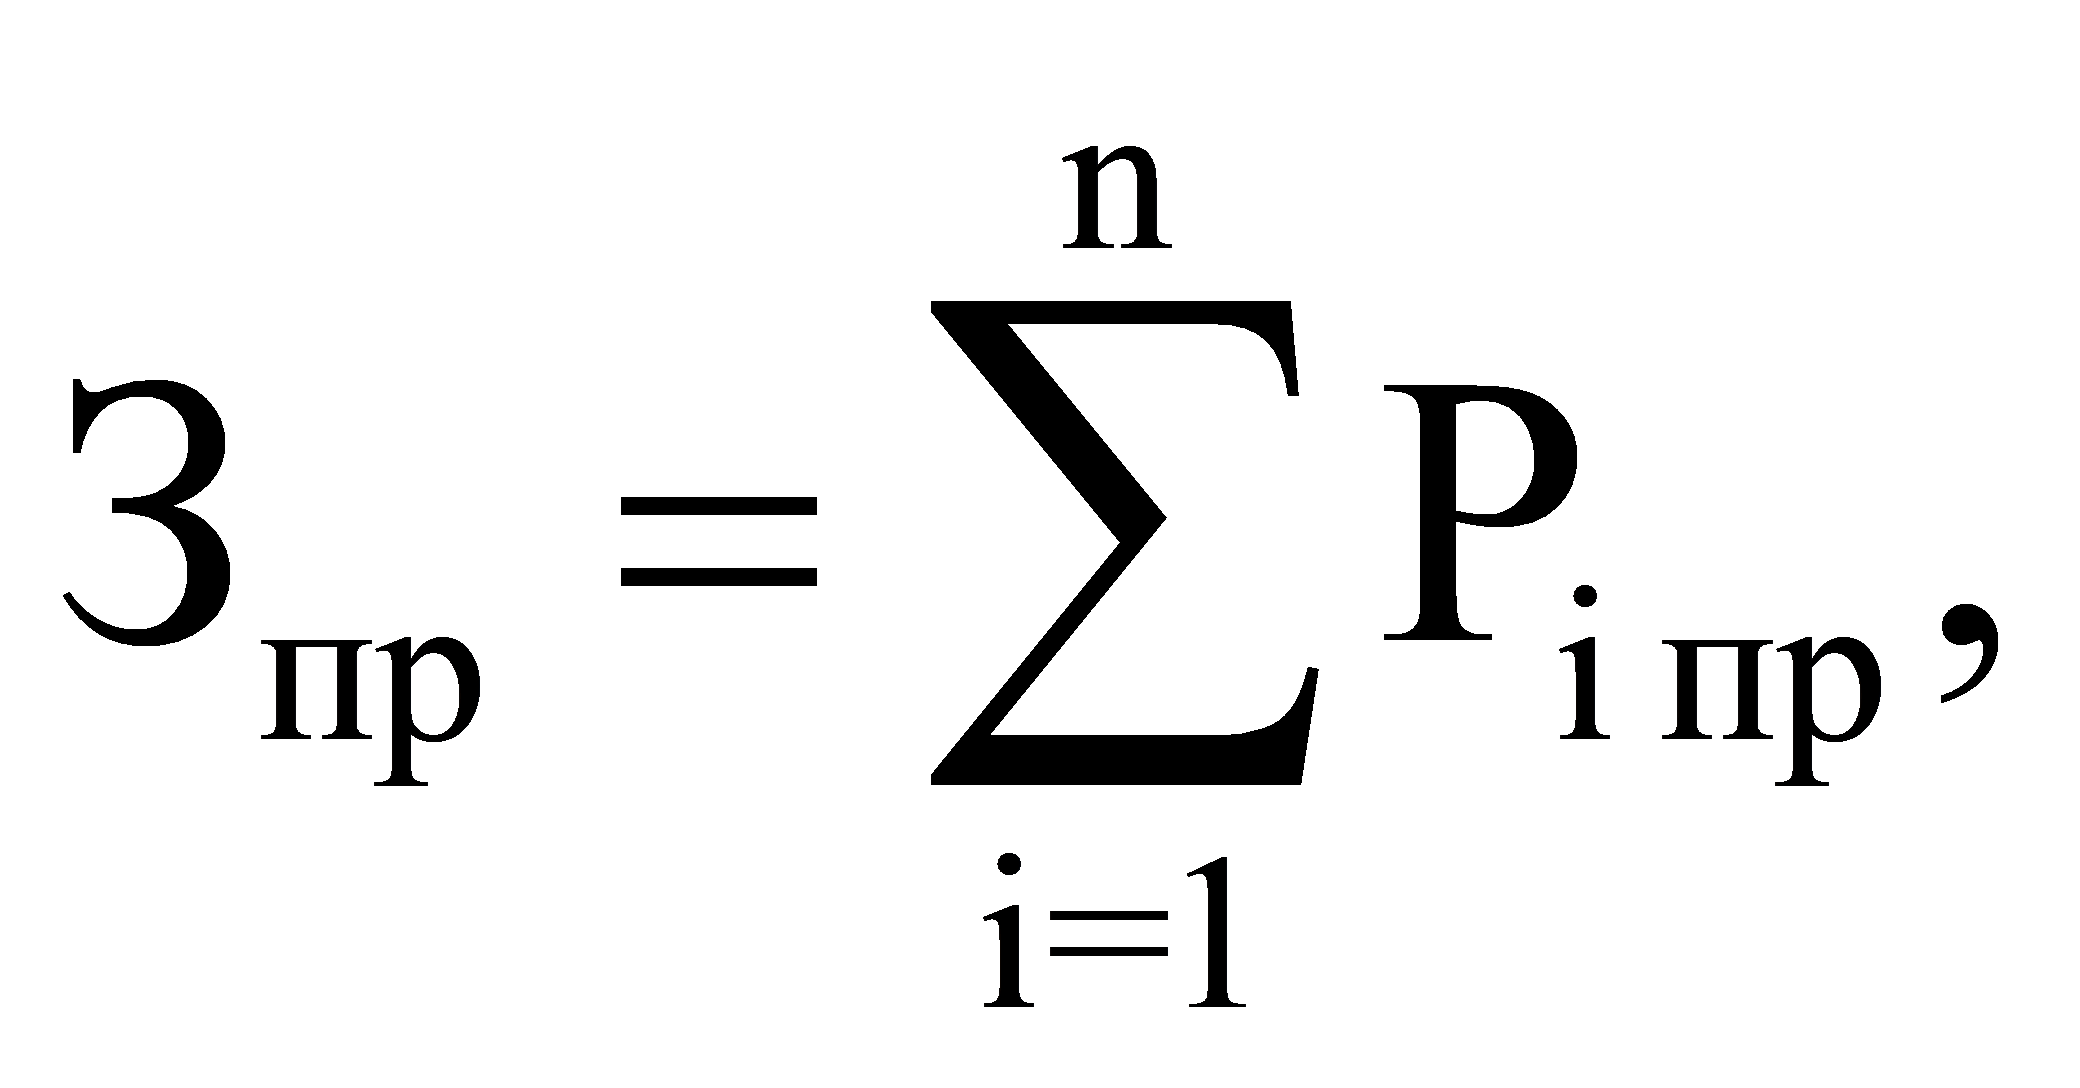 n
З пр = ∑ Р i пр ,
i=1